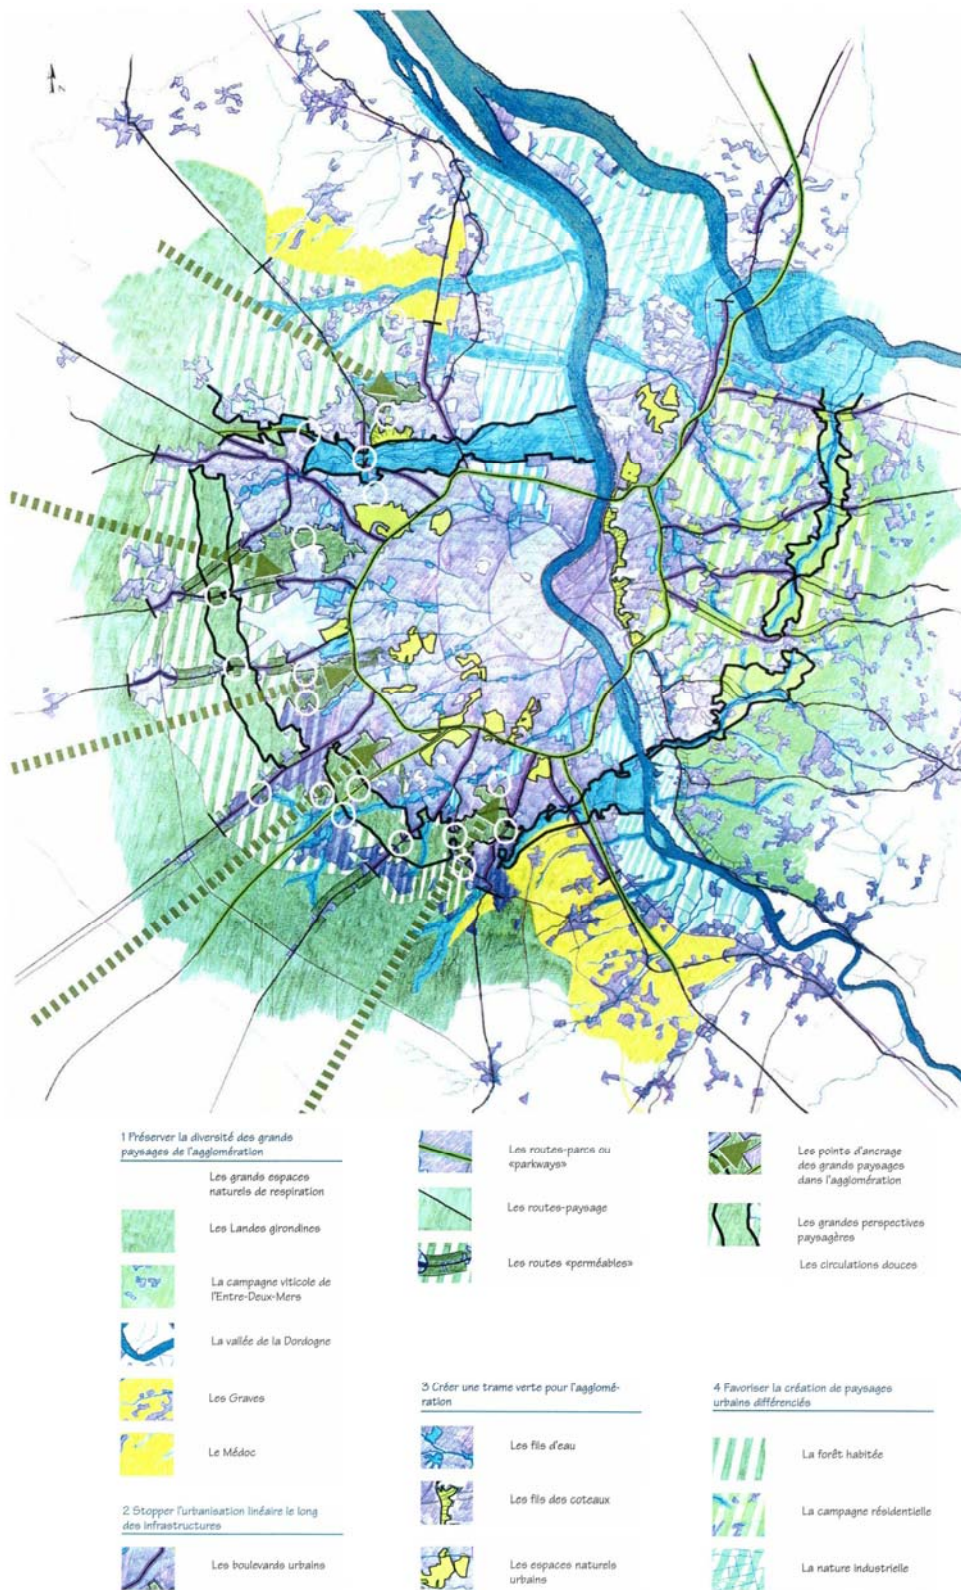 N
1 Préserver la diversité des grands
paysages de l'agglomération
Les grands espaces
naturels de respiration
Les Landes girondines
La campagne viticole de
l'Entre-Deux-Mers
La vallée de la Dordogne
Les Graves
Le Médoc
2 Stopper l'urbanisation linéaire le long
des infrastructures
Les boulevards urbains
Les routes-parcs ou
«parkways»
Les routes-paysage
Les routes «perméables»
Les points d'ancrage
des grands paysages
dans l'agglomération
Les grandes perspectives
paysagères
Les circulations douces
3 Créer une trame verte pour l'agglomé-
ration
Les fils d'eau
Les fils des coteaux
Les espaces naturels
urbains
4 Favoriser la création de paysages
urbains différenciés
La forêt habitée
La campagne résidentielle
La nature industrielle